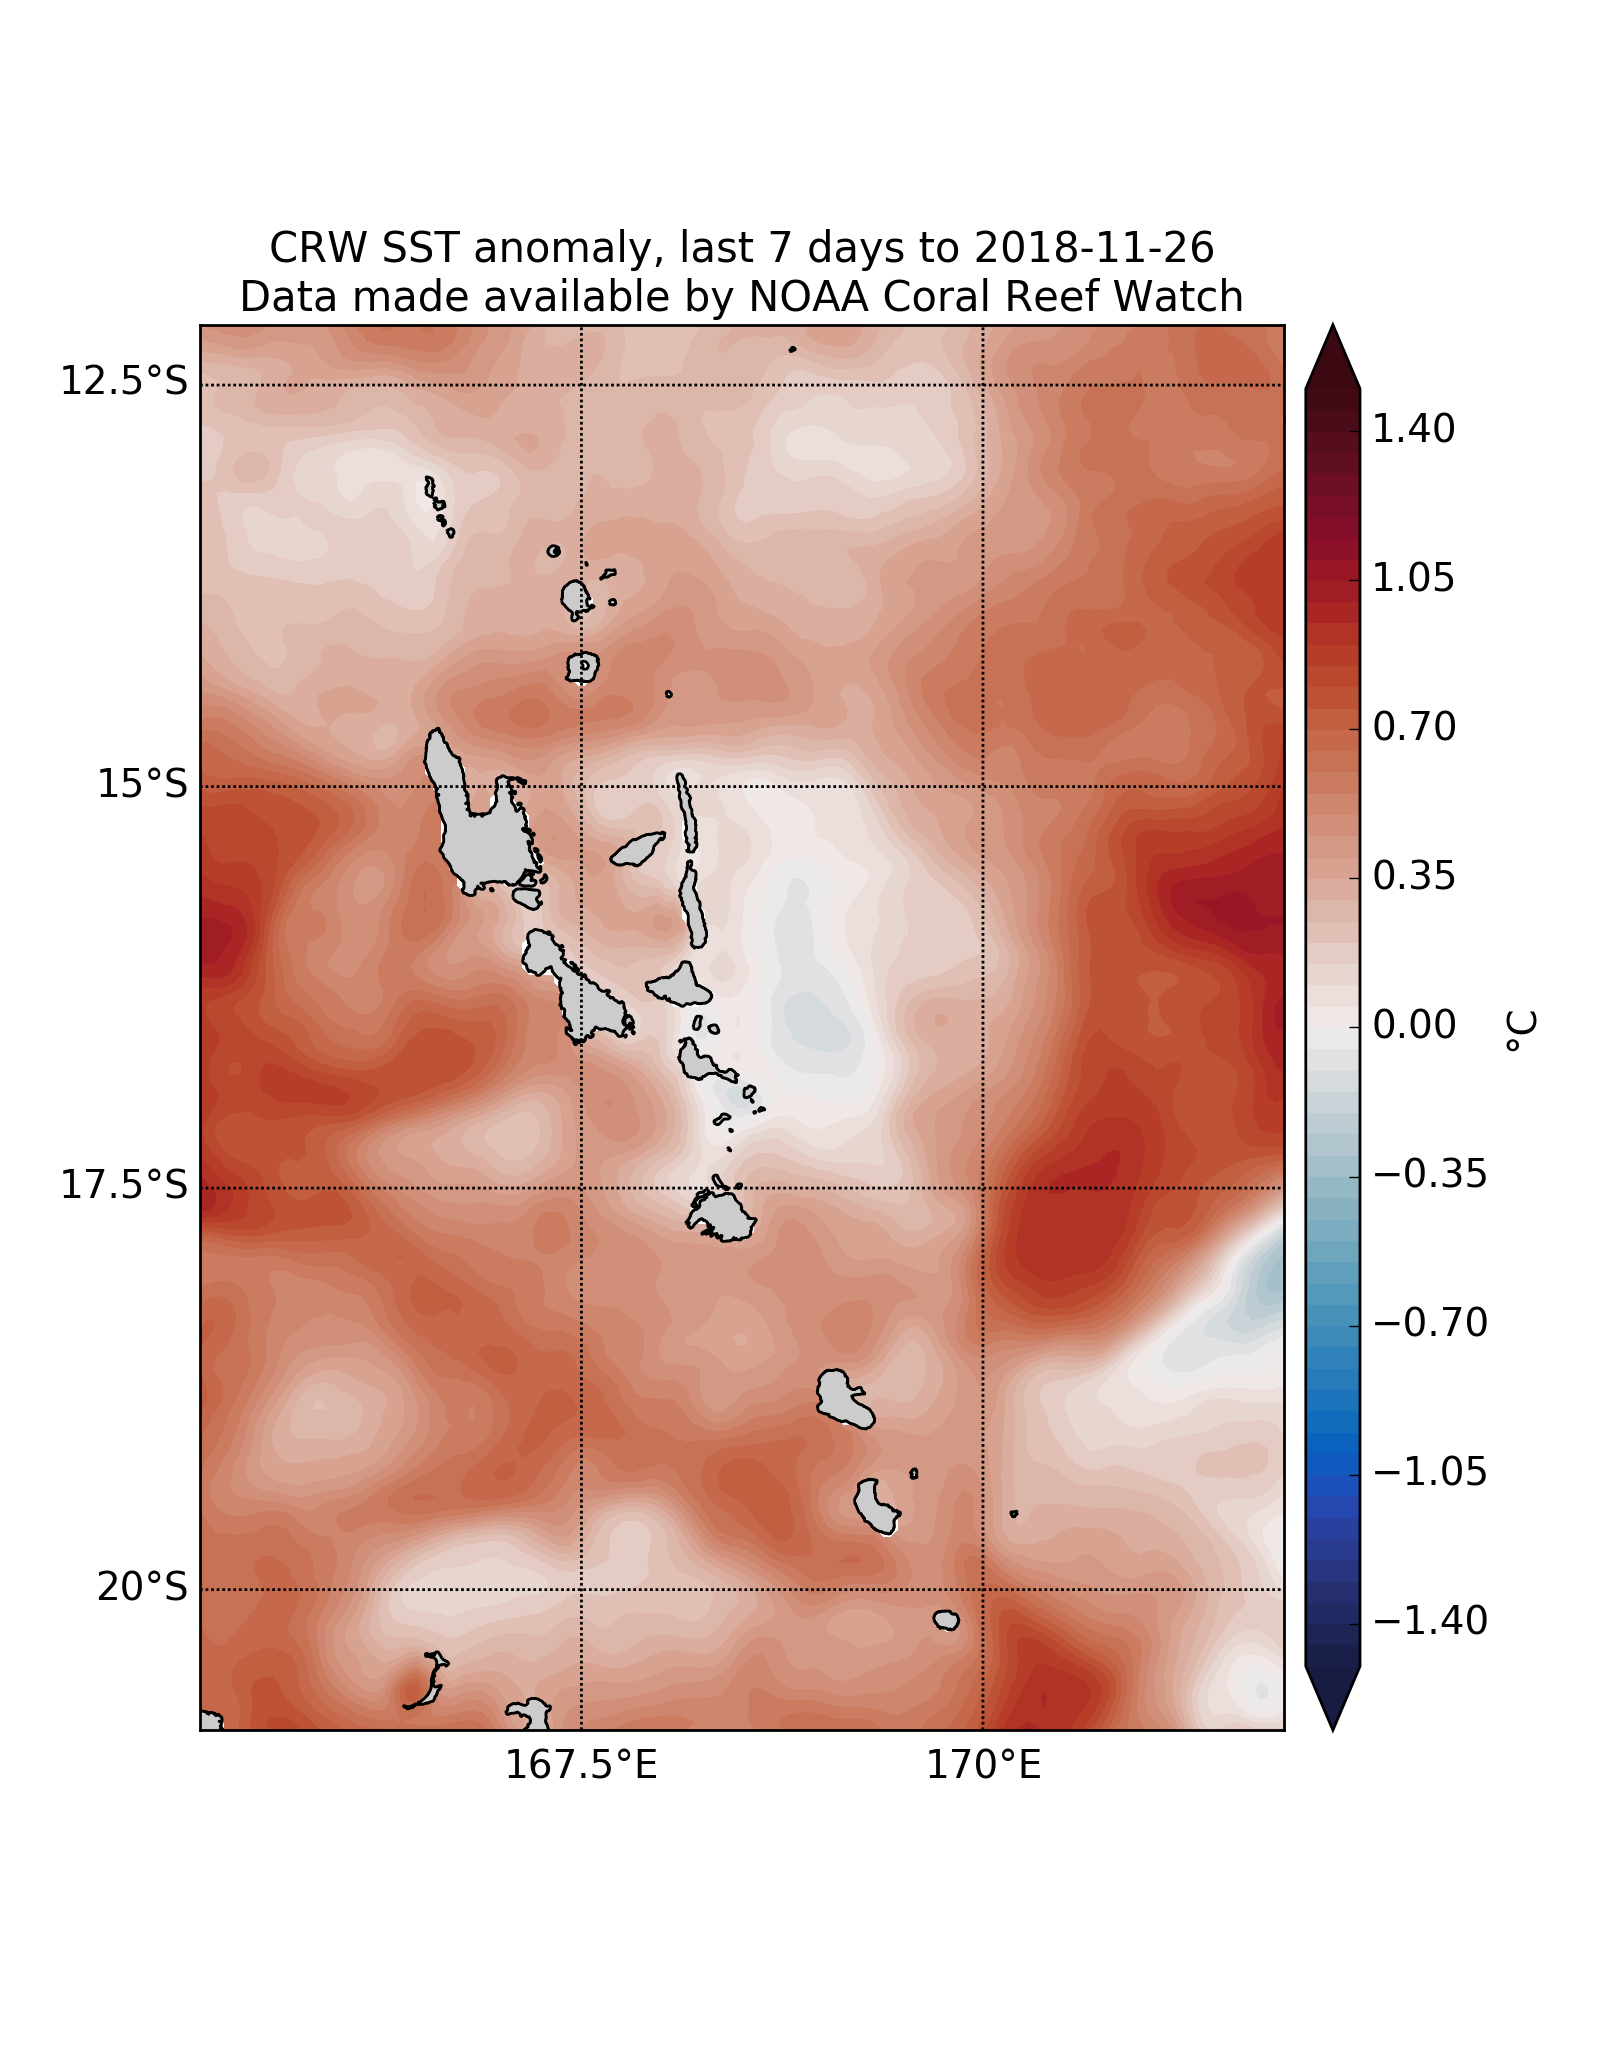 CRW SST anomaly, last 7 days to 2018-11-26
Data made available by NOAA Coral Reef Watch
12.5°S
15°S
17.5°S
20°S
167.5°E
170°E
1.40
1.05
0.70
0.35
0.00
−0.35
−0.70
−1.05
−1.40
°C